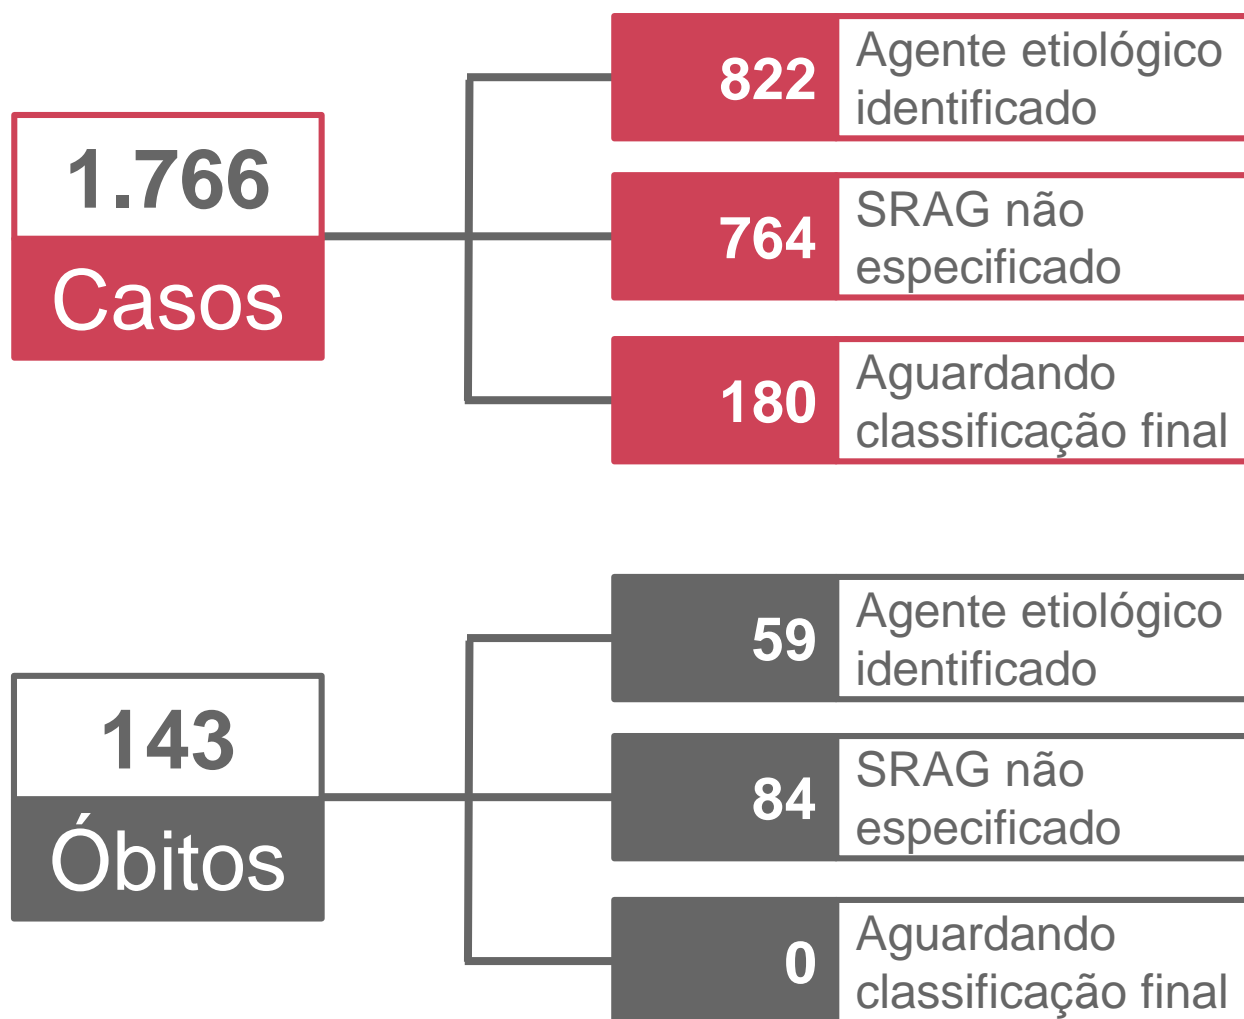 1.766
Casos
822
Agente etiológico
identificado
764
SRAG não
especificado
180
Aguardando
classificação final
143
Óbitos
59
Agente etiológico
identificado
84
SRAG não
especificado
0
Aguardando
classificação final